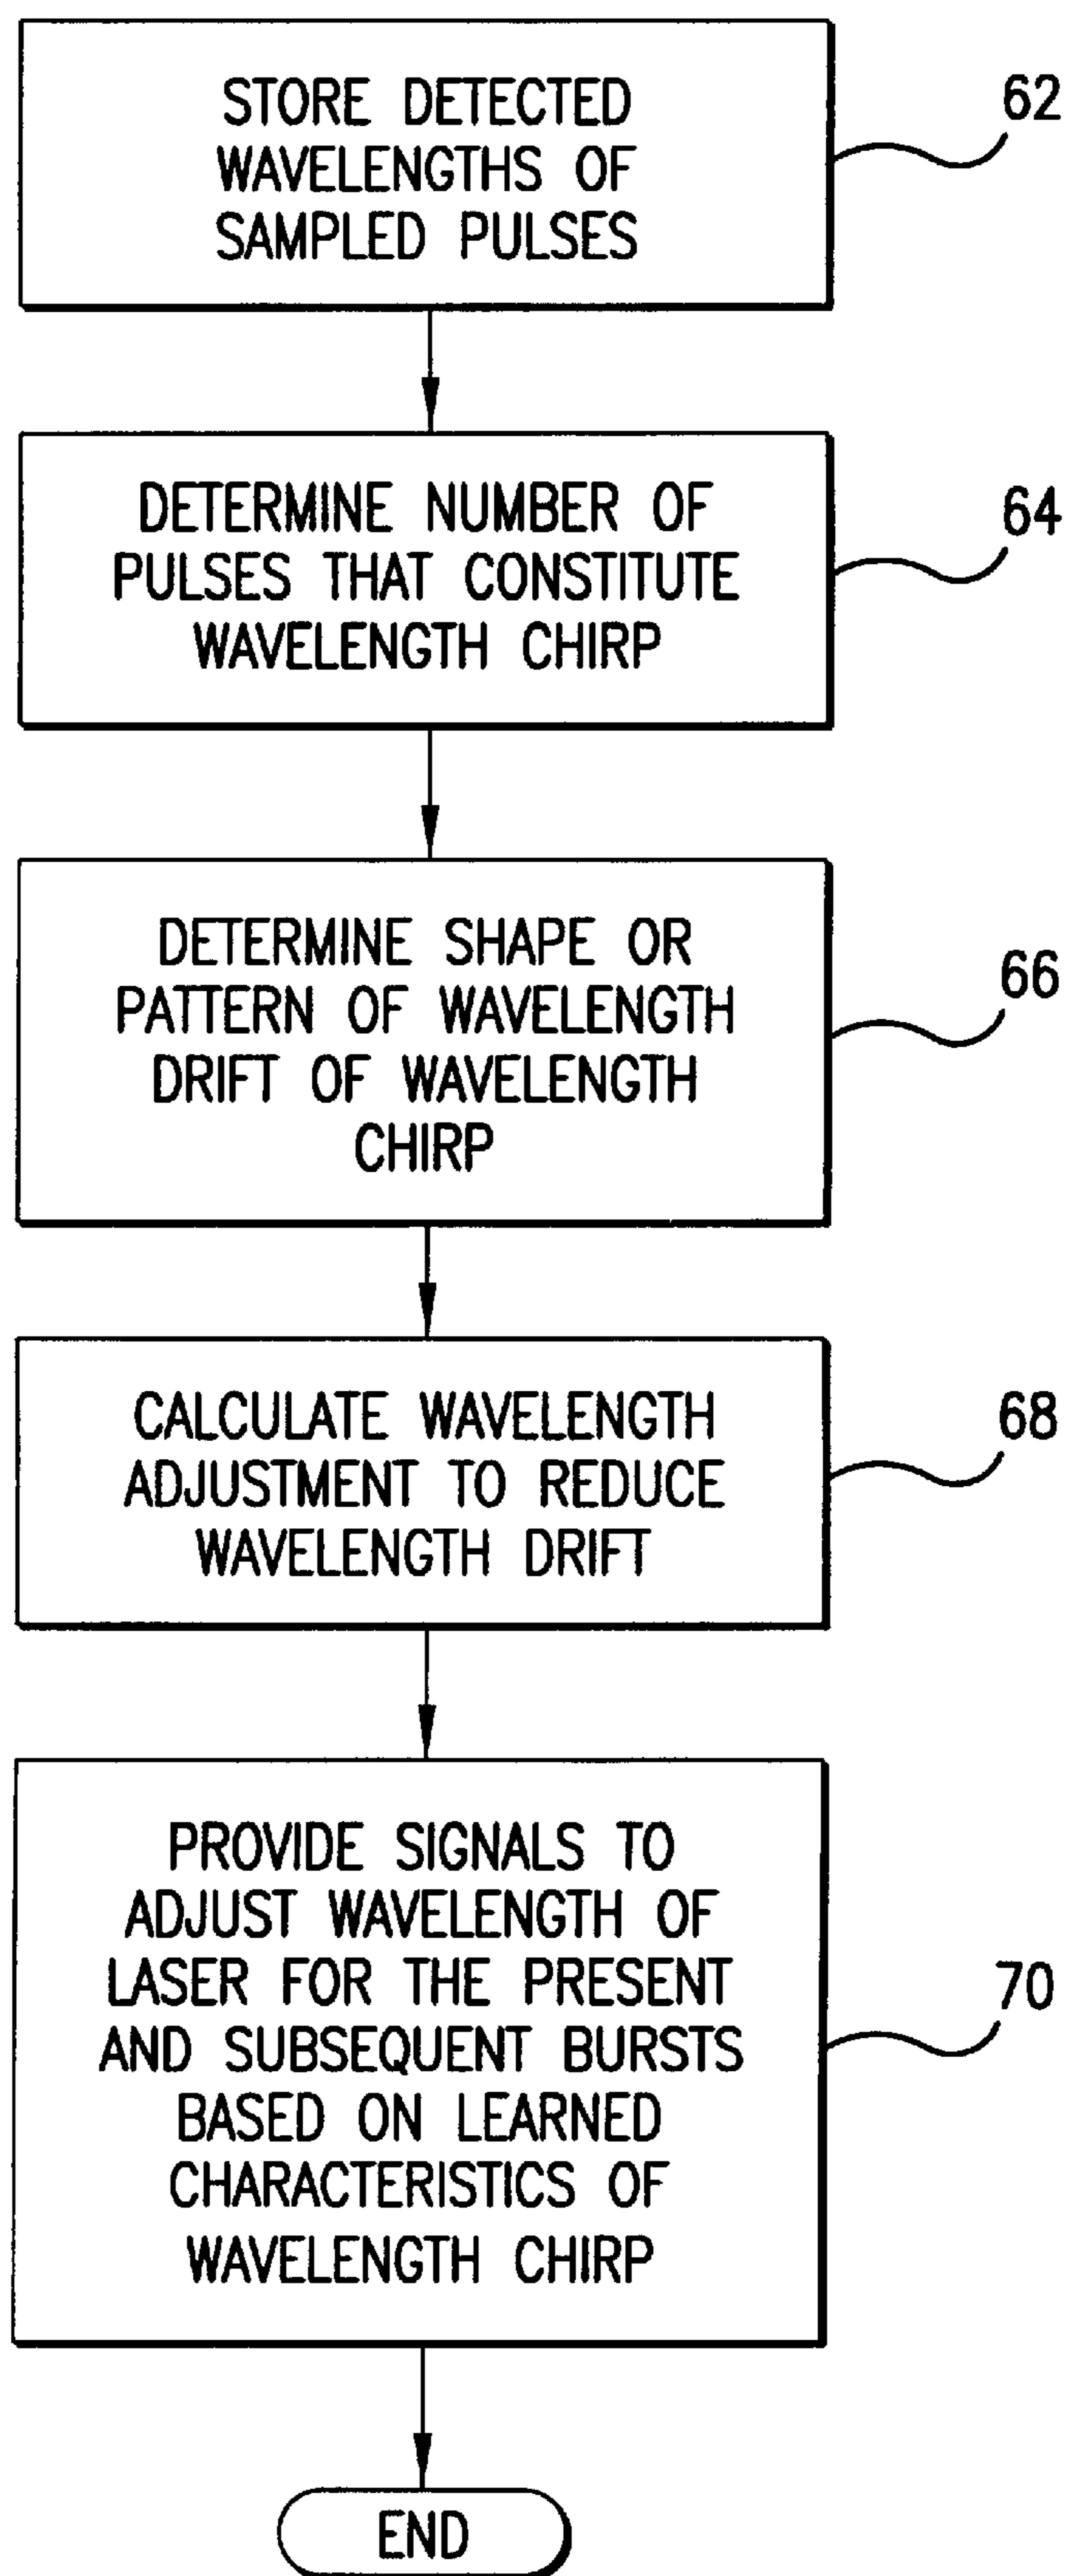 STORE DETECTED
WAVELENGTHS OF
SAMPLED PULSES
62
DETERMINE NUMBER OF
PULSES THAT CONSTITUTE
WAVELENGTH CHIRP
64
DETERMINE SHAPE OR
PATTERN OF WAVELENGTH
DRIFT OF WAVELENGTH
CHIRP
66
CALCULATE WAVELENGTH
ADJUSTMENT TO REDUCE
WAVELENGTH DRIFT
68
PROVIDE SIGNALS TO
ADJUST WAVELENGTH OF
LASER FOR THE PRESENT
AND SUBSEQUENT BURSTS
BASED ON LEARNED
CHARACTERISTICS OF
WAVELENGTH CHIRP
70
END